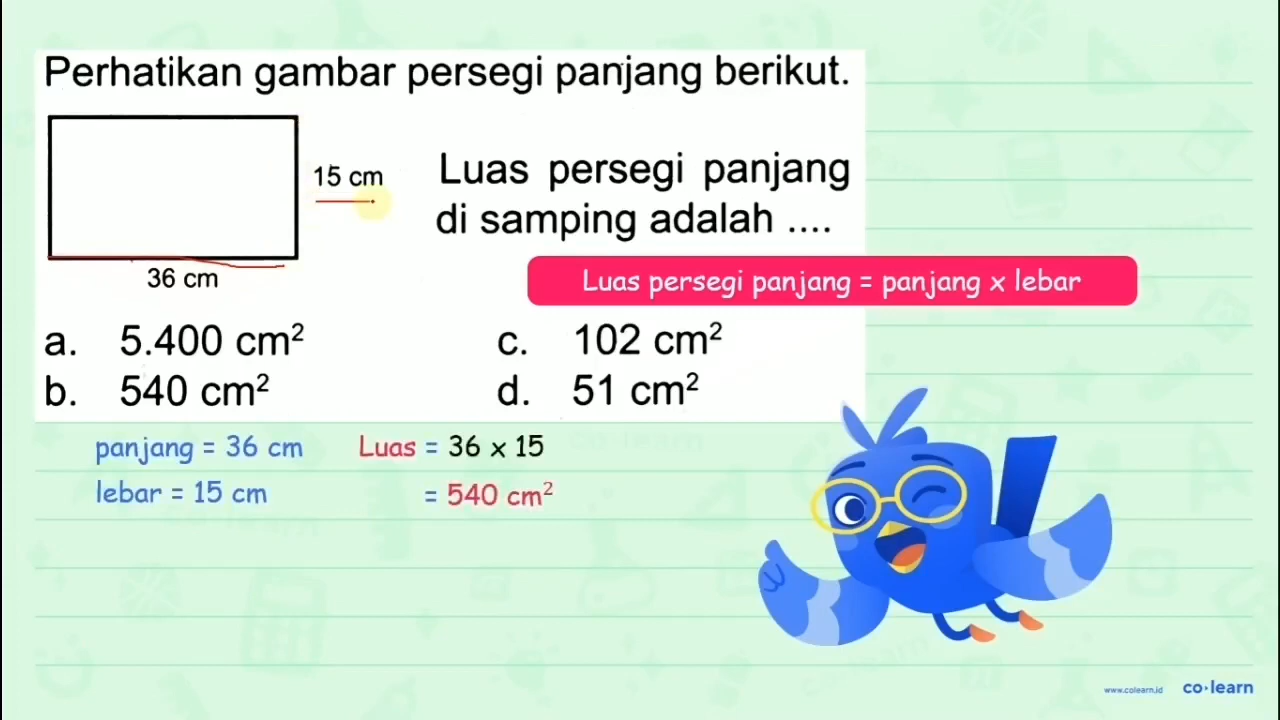 Perhatikan gambar persegi panjang berikut.
15 cm
36 cm
Luas persegi panjang
di samping adalah ....
Luas persegi panjang = panjang x lebar
a. 5.400 cm²
b. 540 cm²
c. 102 cm²
d. 51 cm²
panjang = 36 cm
lebar = 15 cm
Luas = 36 x 15
= 540 cm²
www.colearn.id
co·learn